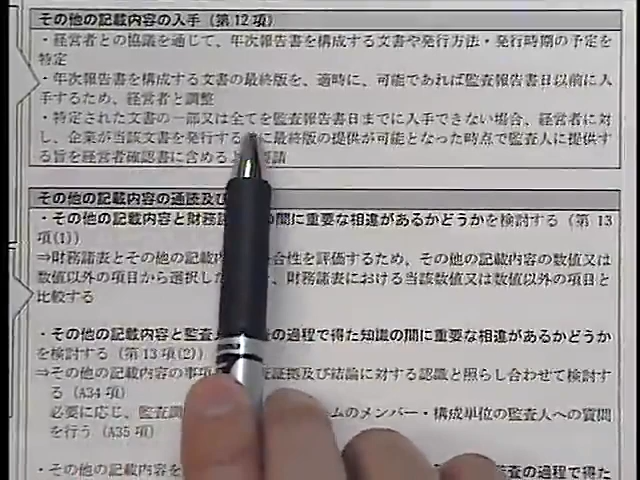 その他の記載内容の入手（第12項）
・経営者との協議を通じて、年次報告書を構成する文書や発行方法・発行時期の予定を
特定
・年次報告書を構成する文書の最終版を、適時に、可能であれば監査報告書日以前に入
手するため、経営者と調整
・特定された文書の一部又は全てを監査報告書日までに入手できない場合、経営者に対
し、企業が当該文書を発行する に最終版の提供が可能となった時点で監査人に提供す
る旨を経営者確認書に含める 要請
その他の記載内容の通読及び
・その他の記載内容と財務諸 の間に重要な相違があるかどうかを検討する（第13
項(1)）
⇒財務諸表とその他の記載内 合性を評価するため、その他の記載内容の数値又は
数値以外の項目から選択した 、財務諸表における当該数値又は数値以外の項目と
比較する
・その他の記載内容と監査人 の過程で得た知識の間に重要な相違があるかどうか
を検討する（第13項(2)）
⇒その他の記載内容の事項 証拠及び結論に対する認識と照らし合わせて検討す
る（A34項）
必要に応じ、監査調 ムのメンバー・構成単位の監査人への質問
を行う（A35項）
・その他の記載内容を 査の過程で得た